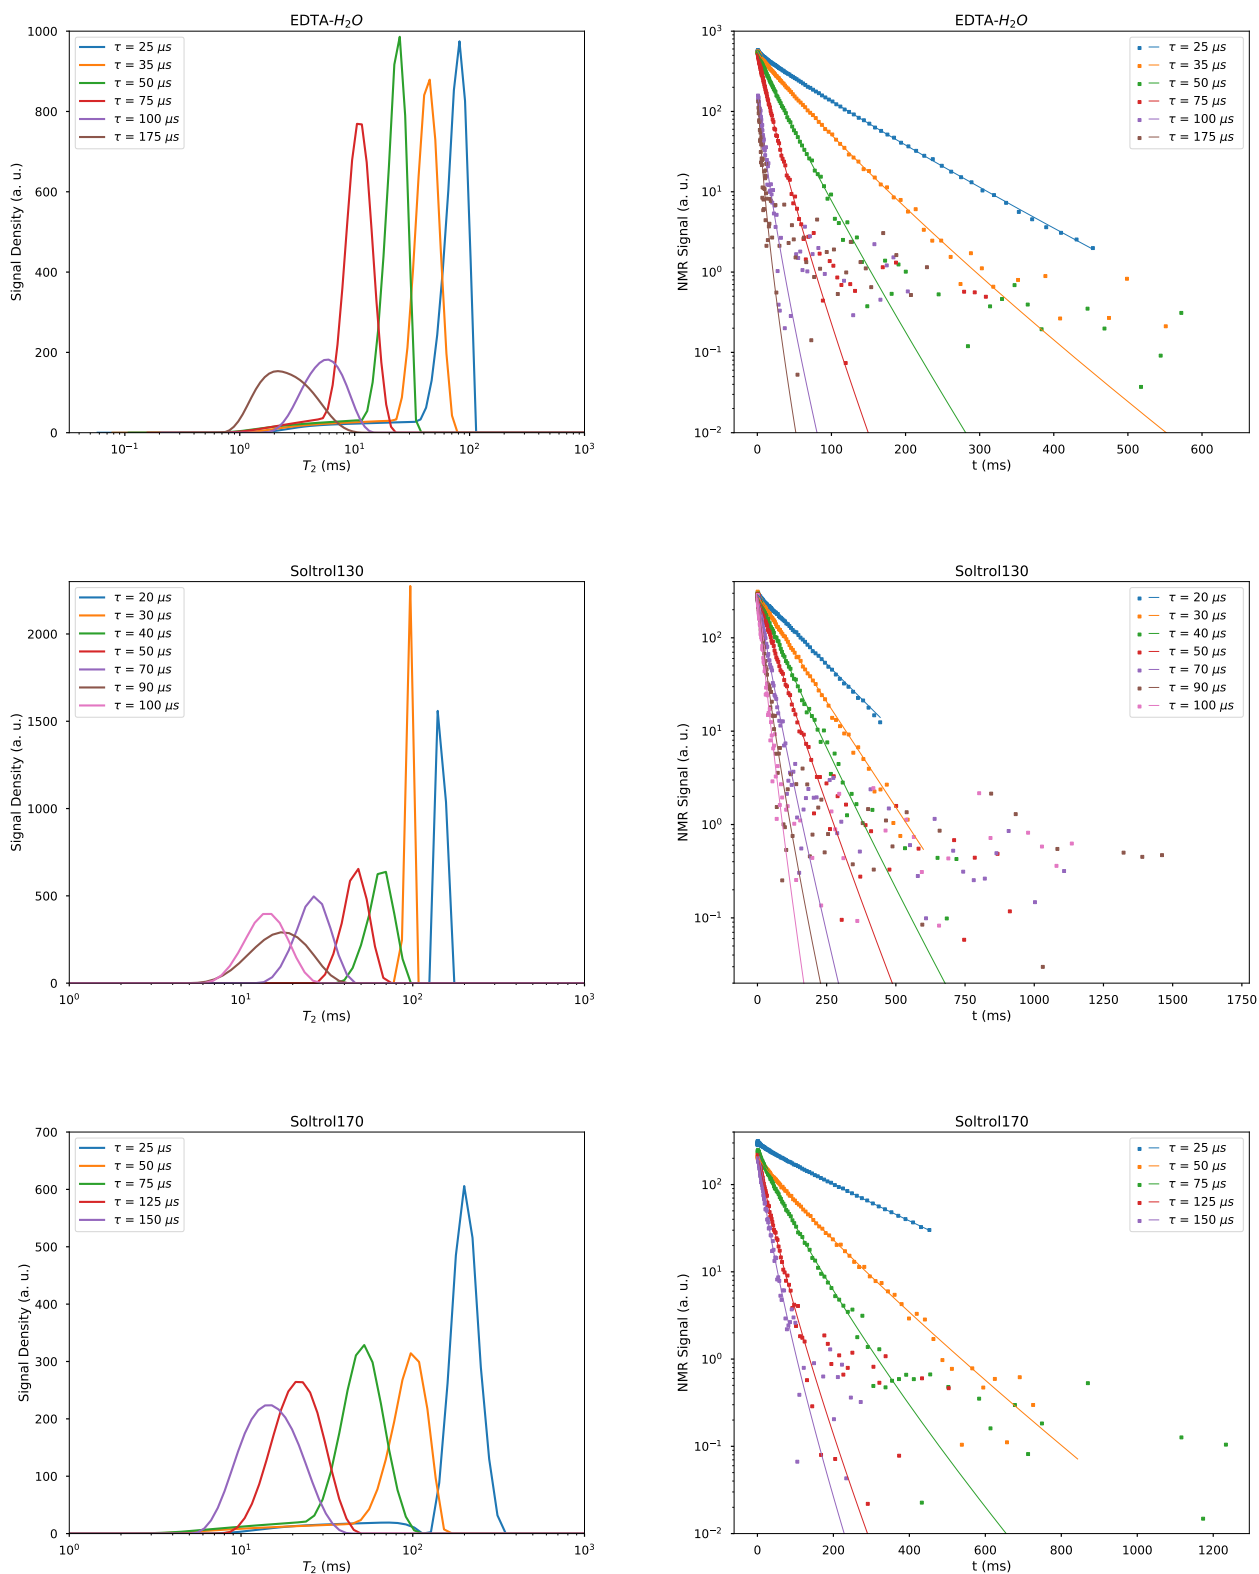 EDTA-H₂O
Signal Density (a. u.)
1000
800
600
400
200
0
τ = 25 μs
τ = 35 μs
τ = 50 μs
τ = 75 μs
τ = 100 μs
τ = 175 μs
10⁻¹ 10⁰ 10¹ 10² 10³
T₂ (ms)
EDTA-H₂O
NMR Signal (a. u.)
10³
10²
10¹
10⁰
10⁻¹
10⁻²
τ = 25 μs
τ = 35 μs
τ = 50 μs
τ = 75 μs
τ = 100 μs
τ = 175 μs
0 100 200 300 400 500 600
t (ms)
Soltrol130
Signal Density (a. u.)
2000
1500
1000
500
0
τ = 20 μs
τ = 30 μs
τ = 40 μs
τ = 50 μs
τ = 70 μs
τ = 90 μs
τ = 100 μs
10⁰ 10¹ 10² 10³
T₂ (ms)
Soltrol130
NMR Signal (a. u.)
10²
10¹
10⁰
10⁻¹
τ = 20 μs
τ = 30 μs
τ = 40 μs
τ = 50 μs
τ = 70 μs
τ = 90 μs
τ = 100 μs
0 250 500 750 1000 1250 1500 1750
t (ms)
Soltrol170
Signal Density (a. u.)
700
600
500
400
300
200
100
0
τ = 25 μs
τ = 50 μs
τ = 75 μs
τ = 125 μs
τ = 150 μs
10⁰ 10¹ 10² 10³
T₂ (ms)
Soltrol170
NMR Signal (a. u.)
10²
10¹
10⁰
10⁻¹
10⁻²
τ = 25 μs
τ = 50 μs
τ = 75 μs
τ = 125 μs
τ = 150 μs
0 200 400 600 800 1000 1200
t (ms)